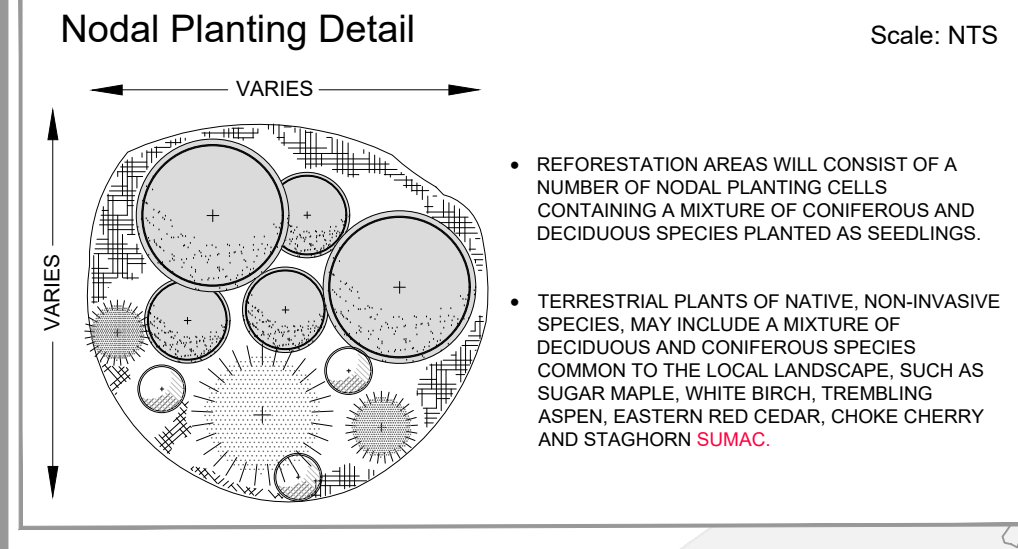 Nodal Planting Detail
Scale: NTS
VARIES
VARIES
• REFORESTATION AREAS WILL CONSIST OF A
NUMBER OF NODAL PLANTING CELLS
CONTAINING A MIXTURE OF CONIFEROUS AND
DECIDUOUS SPECIES PLANTED AS SEEDLINGS.
• TERRESTRIAL PLANTS OF NATIVE, NON-INVASIVE
SPECIES, MAY INCLUDE A MIXTURE OF
DECIDUOUS AND CONIFEROUS SPECIES
COMMON TO THE LOCAL LANDSCAPE, SUCH AS
SUGAR MAPLE, WHITE BIRCH, TREMBLING
ASPEN, EASTERN RED CEDAR, CHOKE CHERRY
AND STAGHORN SUMAC.